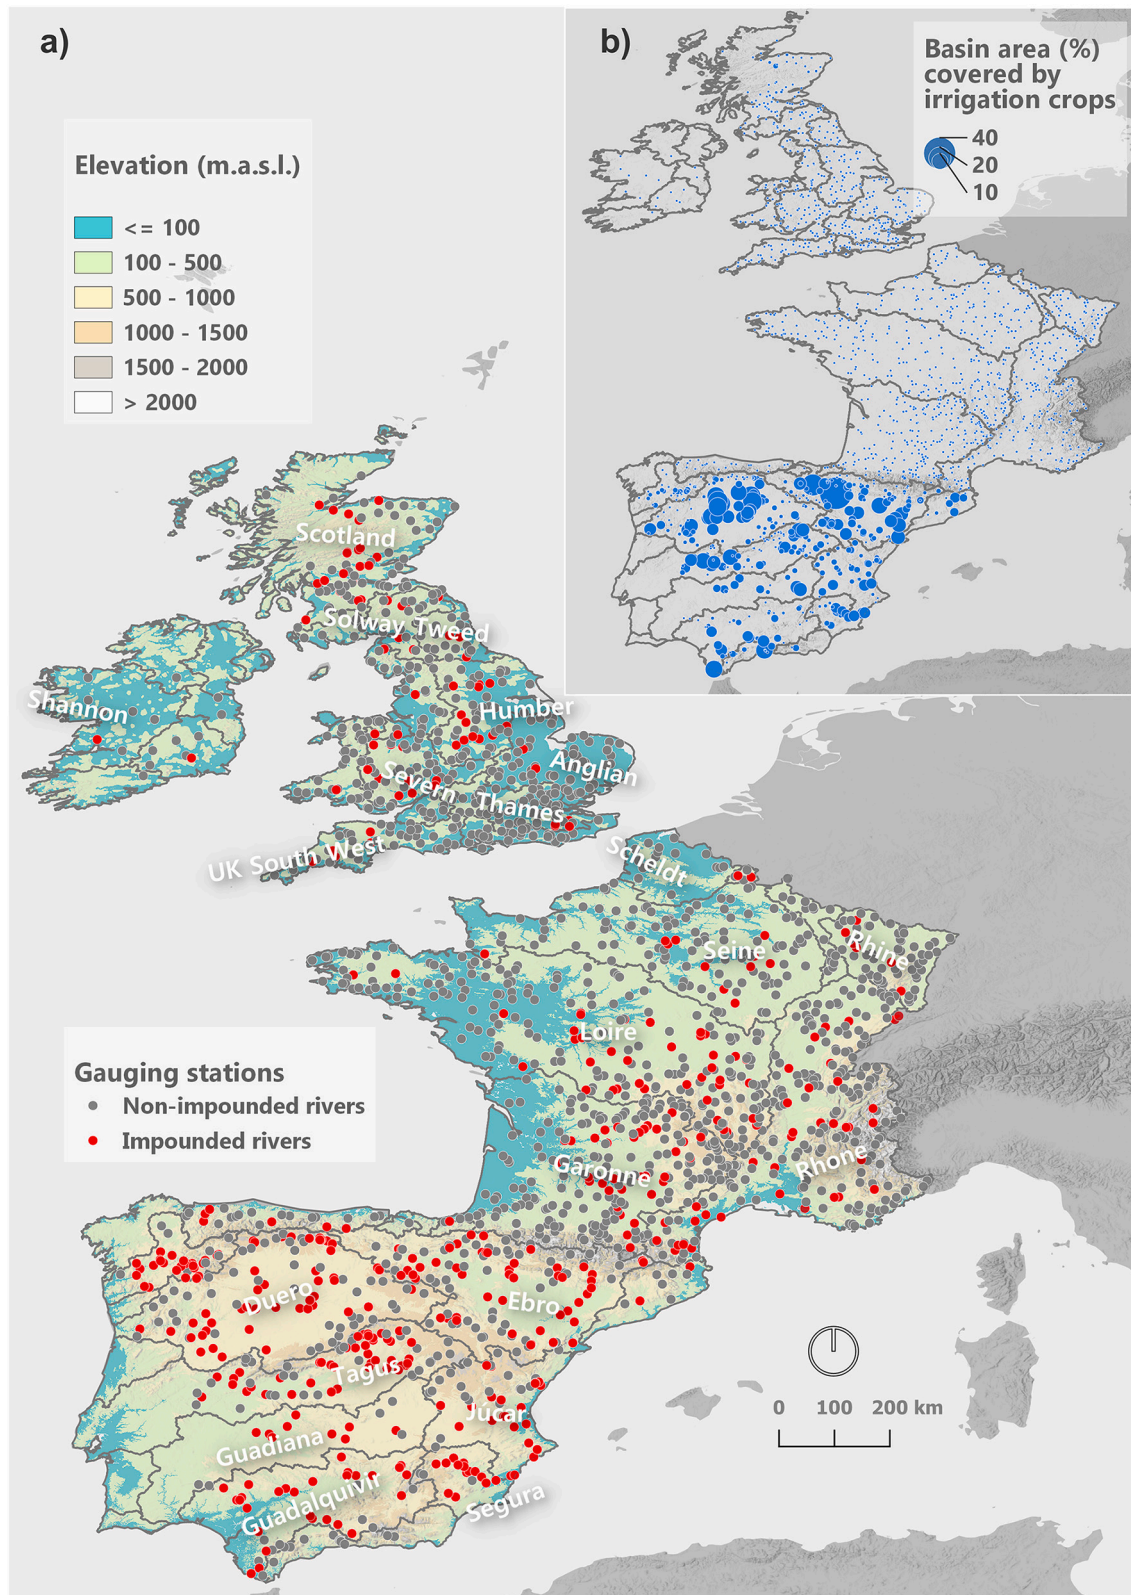 a)
Elevation (m.a.s.l.)
<= 100
100 - 500
500 - 1000
1000 - 1500
1500 - 2000
> 2000
b)
Basin area (%)
covered by
irrigation crops
40
20
10
Scotland
Solway Tweed
Shannon
Humber
Anglian
Severn
Thames
UK South West
Scheldt
Seine
Rhine
Loire
Garonne
Rhone
Gauging stations
Non-impounded rivers
Impounded rivers
Duero
Ebro
Tagus
Júcar
Guadiana
Guadalquivir
Segura
0 100 200 km